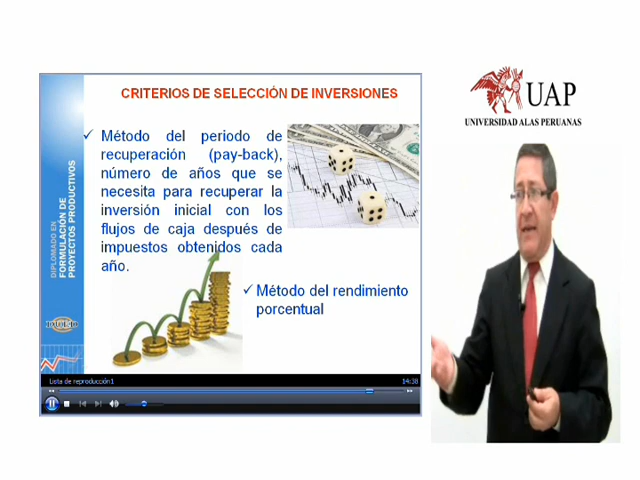 CRITERIOS DE SELECCIÓN DE INVERSIONES
Método del periodo de
recuperación (pay-back),
número de años que se
necesita para recuperar la
inversión inicial con los
flujos de caja después de
impuestos obtenidos cada
año.
Método del rendimiento
porcentual
DIPLOMADO EN
FORMULACIÓN DE
PROYECTOS PRODUCTIVOS
Lista de reproducción1
14:38
UAP
UNIVERSIDAD ALAS PERUANAS